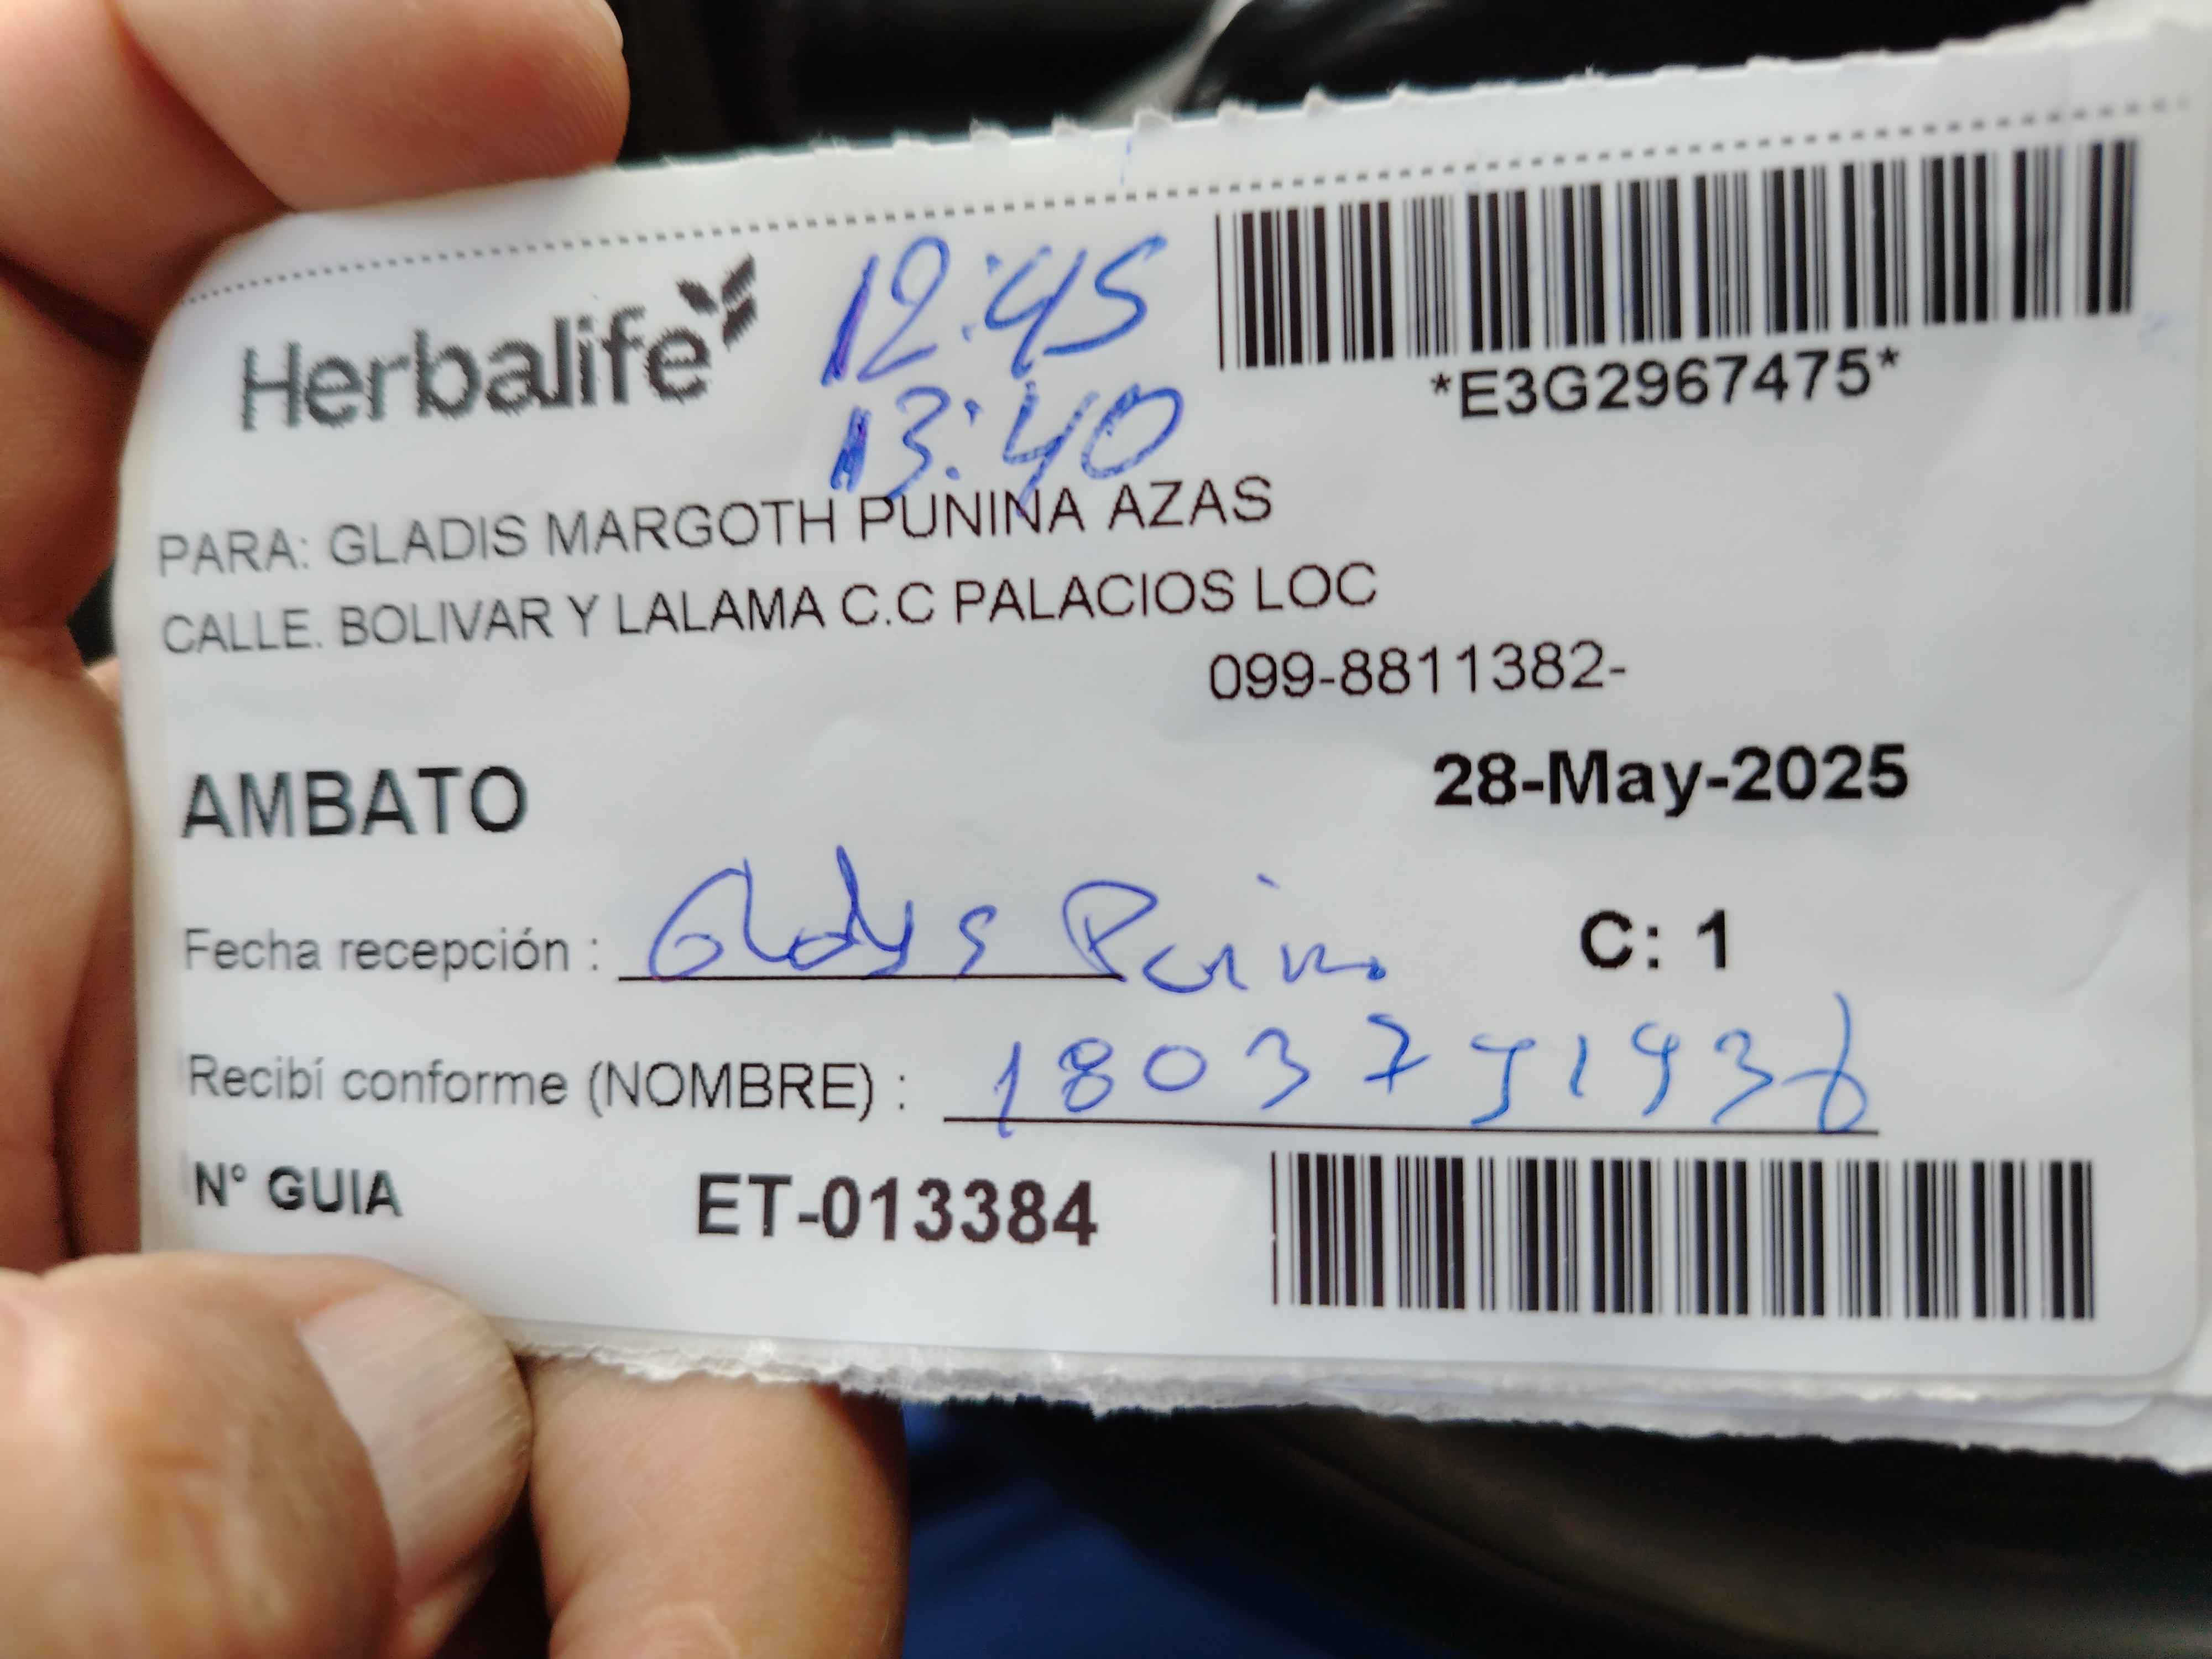 Herbalife
12:45
13:40
*E3G2967475*
PARA: GLADIS MARGOTH PUNINA AZAS
CALLE. BOLIVAR Y LALAMA C.C PALACIOS LOC
099-8811382-
AMBATO
28-May-2025
Fecha recepción : Gladys
C: 1
Recibí conforme (NOMBRE) :
N° GUIA ET-013384